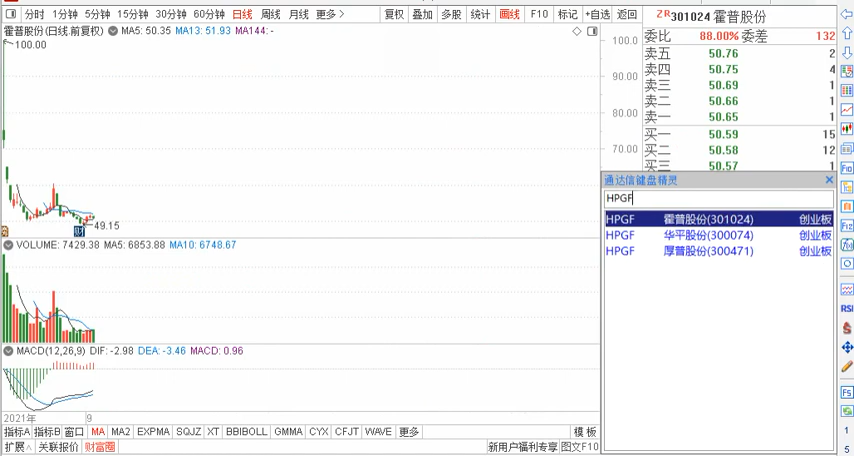 分时 1分钟 5分钟 15分钟 30分钟 60分钟 日线 周线 月线 更多 复权 叠加 多股 统计 画线 F10 标记 +自选 返回
ZR 301024 霍普股份
霍普股份(日线.前复权) MA5: 50.35 MA13: 51.93 MA144: -
委比 88.00% 委差 132
卖五 50.76 2
卖四 50.75 4
卖三 50.69 1
卖二 50.66 1
卖一 50.65 1
买一 50.59 15
买二 50.58 12
买三 50.57 1
100.00
100.0
90.00
80.00
70.00
49.15
财
通达信键盘精灵
HPGF
HPGF 霍普股份(301024) 创业板
HPGF 华平股份(300074) 创业板
HPGF 厚普股份(300471) 创业板
VOLUME: 7429.38 MA5: 6853.88 MA10: 6748.67
MACD(12,26,9) DIF: -2.98 DEA: -3.46 MACD: 0.96
2021年 9
指标A 指标B 窗口 MA MA2 EXPMA SQJZ XT BBIBOLL GMMA CYX CFJT WAVE 更多 模板
扩展∧ 关联报价 财富圈 新用户福利专享 图文F10
F10
F12
RSI
F5
1
5